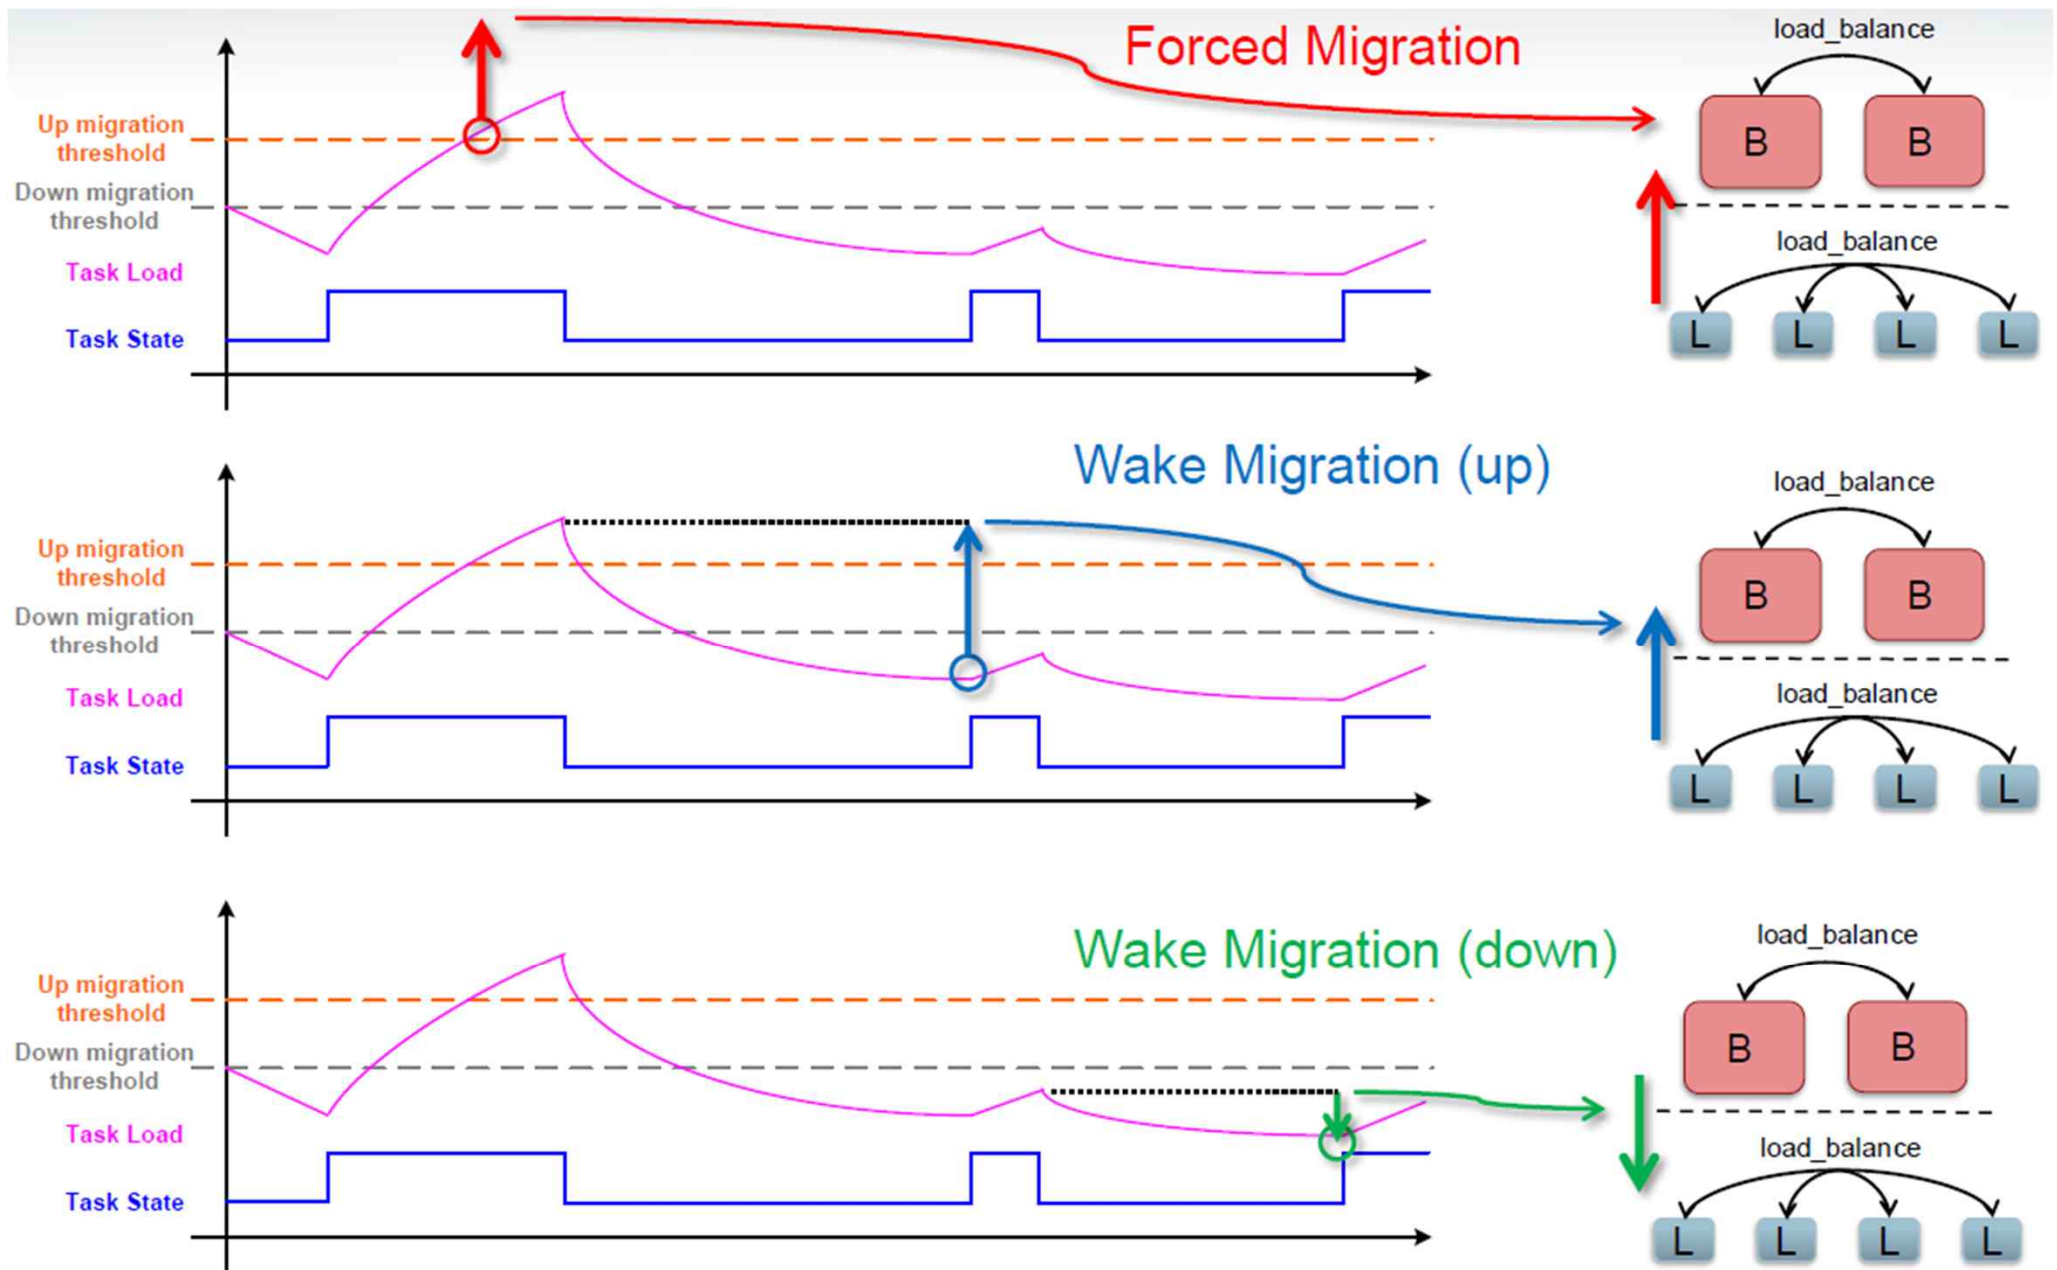 Forced Migration
load_balance
Up migration
threshold
B B
Down migration
threshold
load_balance
Task Load
L L L L
Task State
Wake Migration (up)
load_balance
Up migration
threshold
B B
Down migration
threshold
load_balance
Task Load
L L L L
Task State
Wake Migration (down)
load_balance
Up migration
threshold
B B
Down migration
threshold
load_balance
Task Load
L L L L
Task State